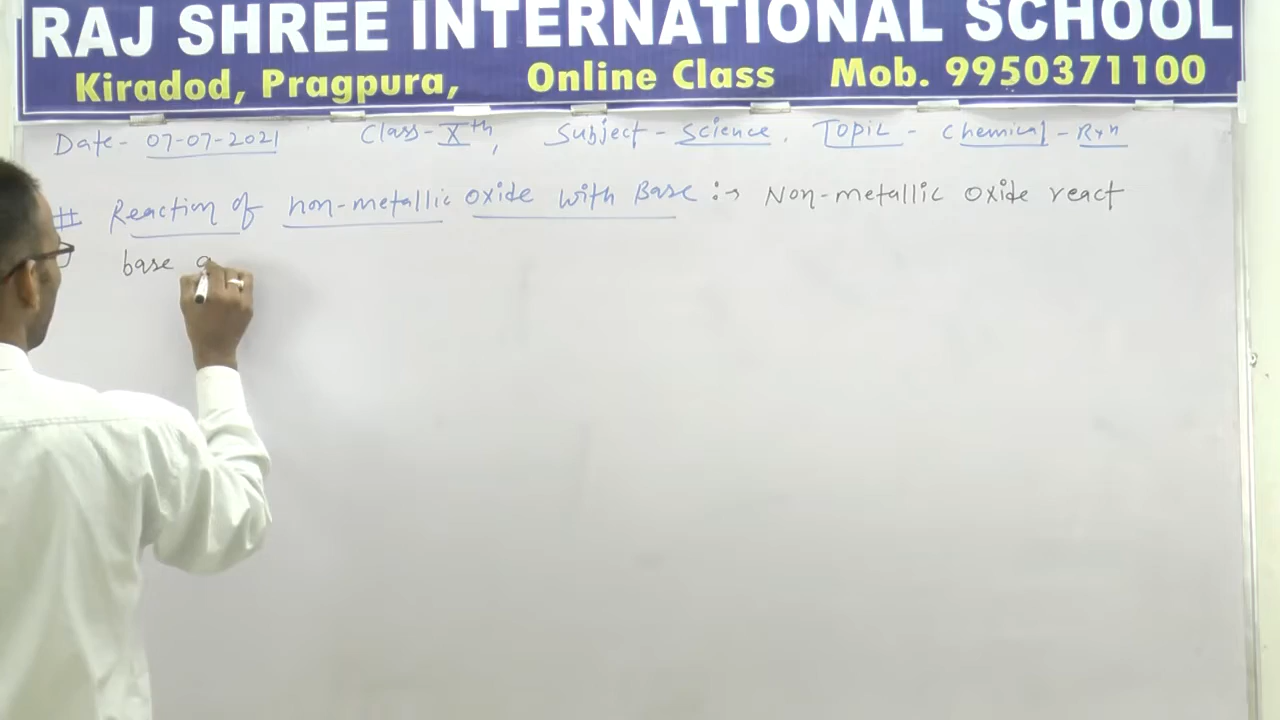 RAJ SHREE INTERNATIONAL SCHOOL
Kiradod, Pragpura, Online Class Mob. 9950371100
Date - 07-07-2021 Class - Xth, Subject - Science. Topic - Chemical - Rxn
# Reaction of non-metallic oxide with Base :→ Non-metallic oxide react
base a